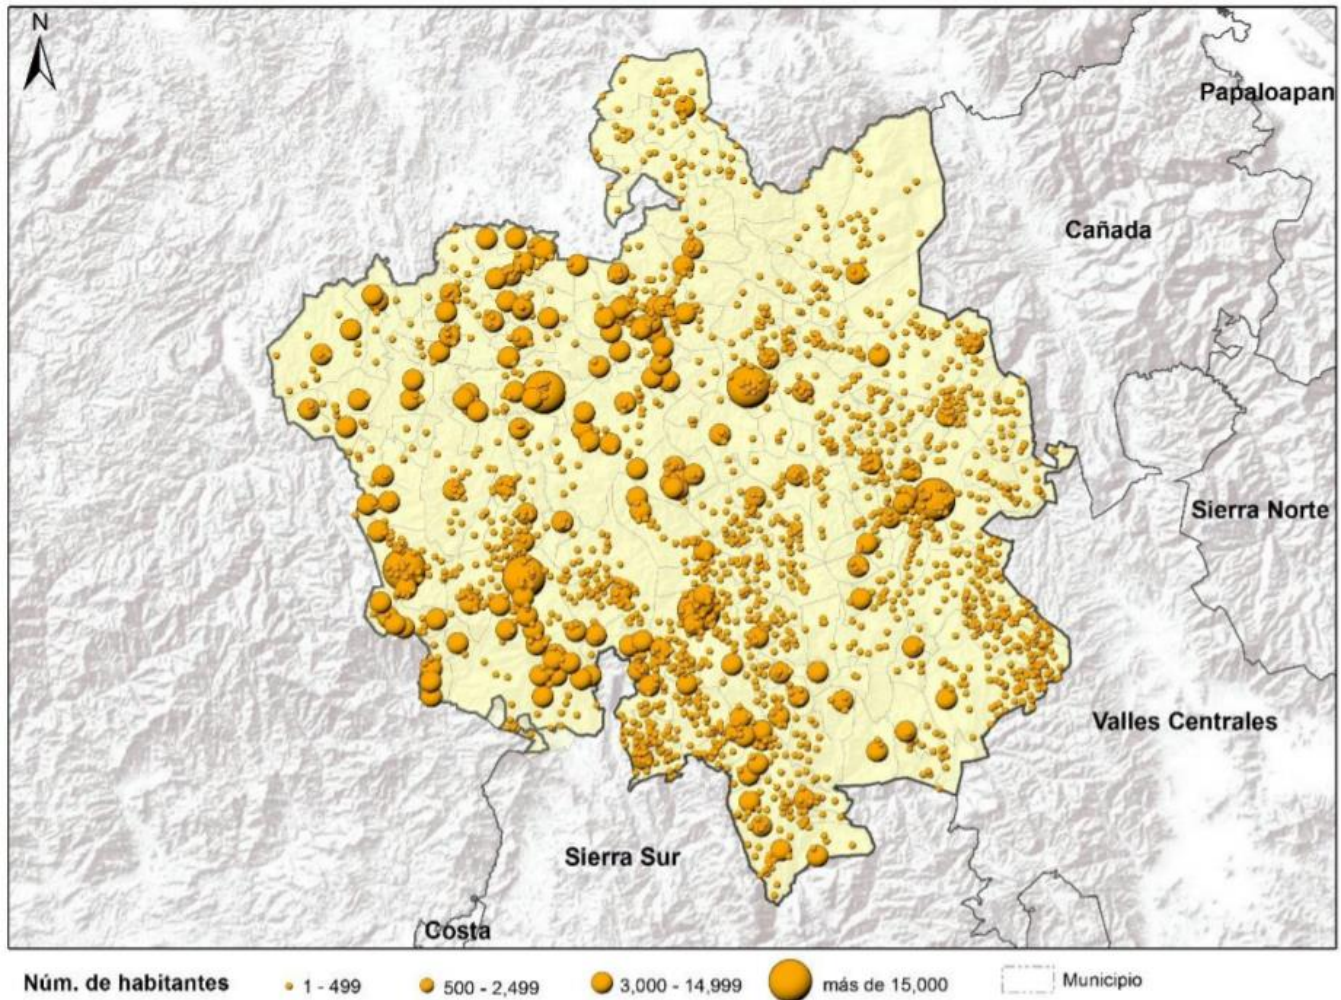 N
Papaloapan
Cañada
Sierra Norte
Valles Centrales
Sierra Sur
Costa
Núm. de habitantes
1 - 499
500 - 2,499
3,000 - 14,999
más de 15,000
Municipio